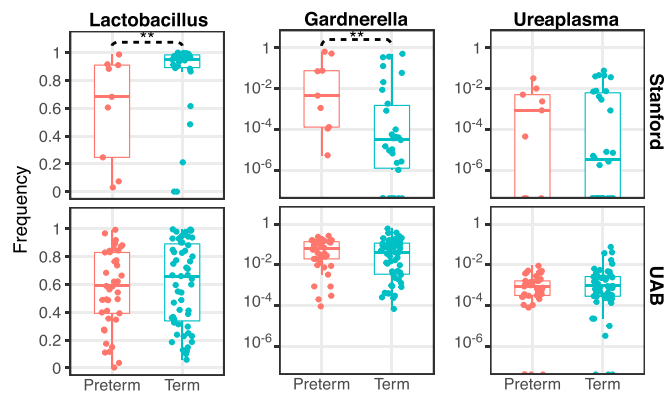 Lactobacillus Gardnerella Ureaplasma
** **
1 0.8 0.6 0.4 0.2 0
1 10⁻² 10⁻⁴ 10⁻⁶
1 10⁻² 10⁻⁴ 10⁻⁶
Stanford
Frequency
1 0.8 0.6 0.4 0.2 0
1 10⁻² 10⁻⁴ 10⁻⁶
1 10⁻² 10⁻⁴ 10⁻⁶
UAB
Preterm Term Preterm Term Preterm Term